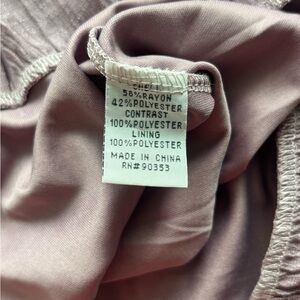 SHELL
58%RAYON
42%POLYESTER
CONTRAST
100%POLYESTER
LINING
100%POLYESTER
MADE IN CHINA
RN#90353